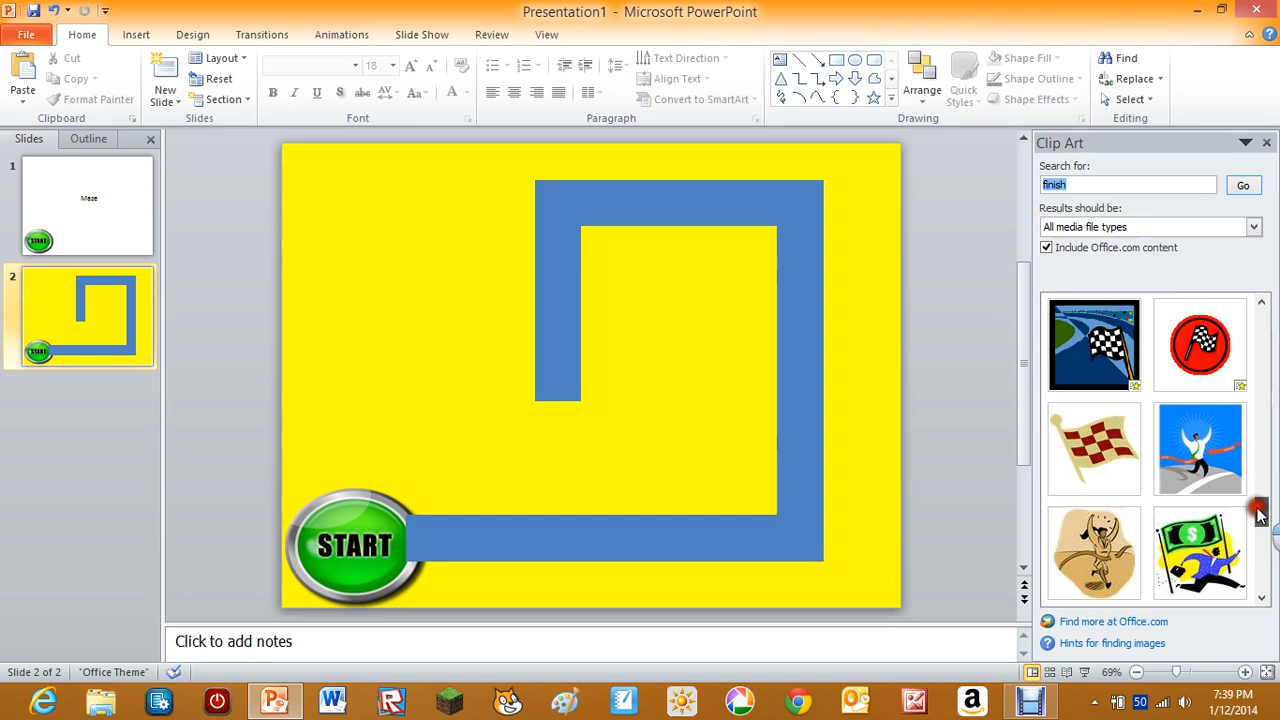 Presentation1 - Microsoft PowerPoint
File Home Insert Design Transitions Animations Slide Show Review View
Paste
Cut
Copy
Format Painter
Clipboard
New Slide
Layout
Reset
Section
Slides
18
B I U S abc AV Aa A
Font
Text Direction
Align Text
Convert to SmartArt
Paragraph
Arrange
Quick Styles
Shape Fill
Shape Outline
Shape Effects
Drawing
Find
Replace
Select
Editing
Slides Outline
1
Maze
START
2
START
START
Click to add notes
Clip Art
Search for:
finish
Go
Results should be:
All media file types
Include Office.com content
$
Find more at Office.com
Hints for finding images
Slide 2 of 2
"Office Theme"
69%
50
7:39 PM
1/12/2014